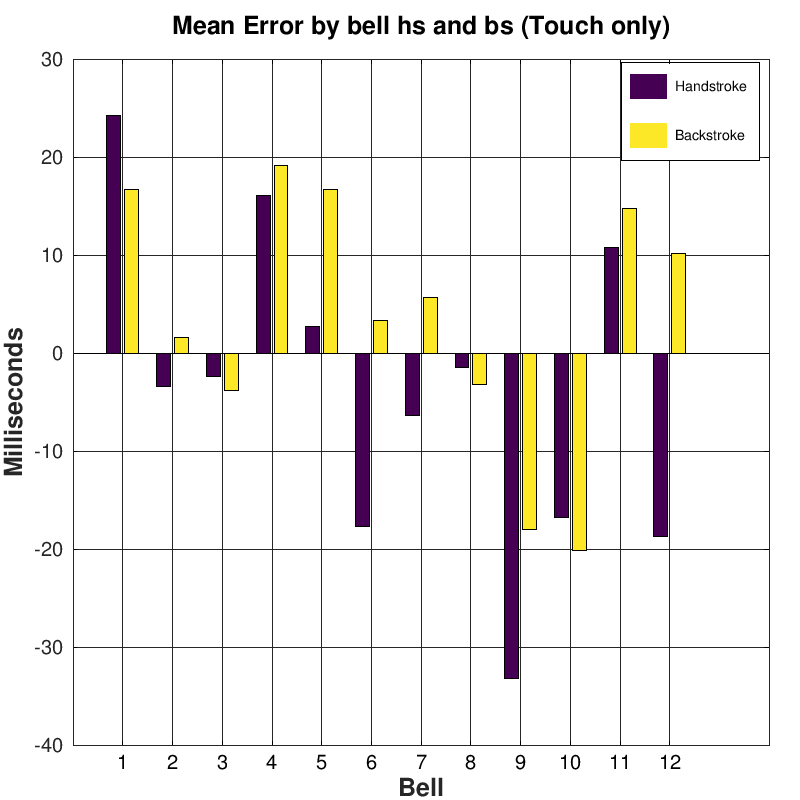 Mean Error by bell hs and bs (Touch only)
Handstroke
Backstroke
30
20
10
0
-10
-20
-30
-40
Milliseconds
1 2 3 4 5 6 7 8 9 10 11 12
Bell